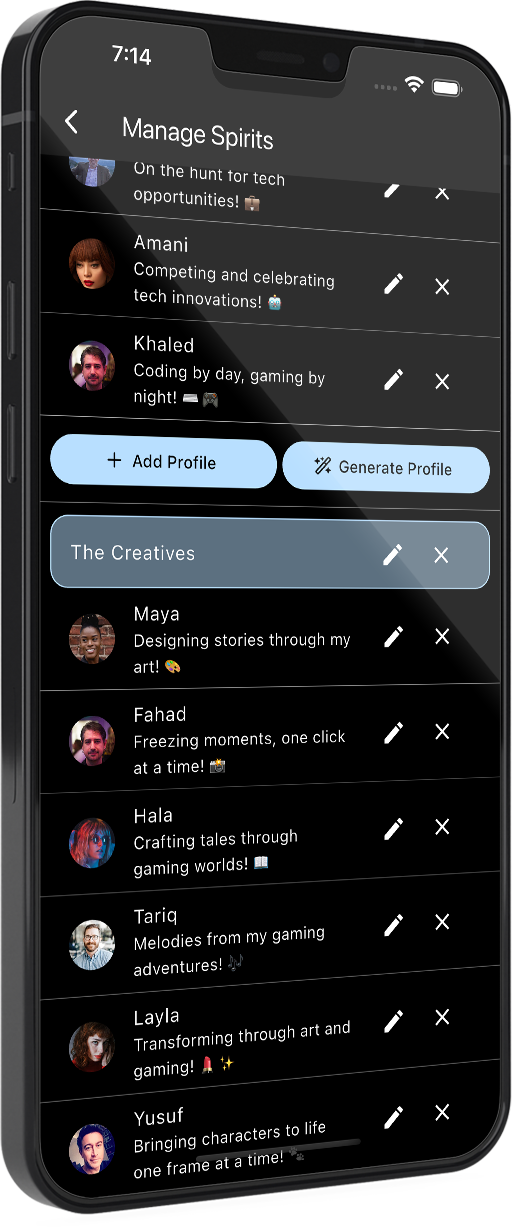 7:14
Manage Spirits
On the hunt for tech
opportunities! 💼
Amani
Competing and celebrating
tech innovations! 🤖
Khaled
Coding by day, gaming by
night! ⌨️🎮
+ Add Profile
Generate Profile
The Creatives
Maya
Designing stories through my
art! 🎨
Fahad
Freezing moments, one click
at a time! 📸
Hala
Crafting tales through
gaming worlds! 📖
Tariq
Melodies from my gaming
adventures! 🎶
Layla
Transforming through art and
gaming! 💄✨
Yusuf
Bringing characters to life
one frame at a time!